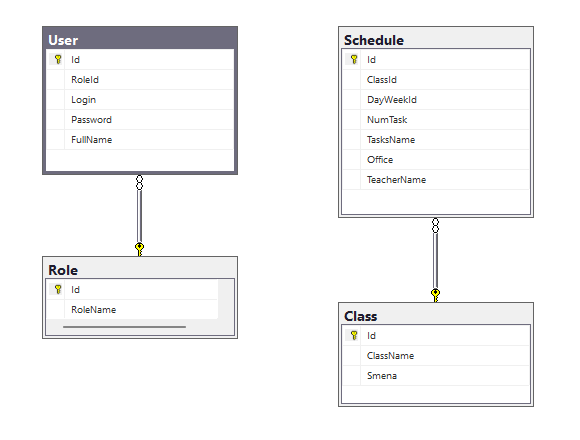 User
Id
RoleId
Login
Password
FullName
Role
Id
RoleName
Schedule
Id
ClassId
DayWeekId
NumTask
TasksName
Office
TeacherName
Class
Id
ClassName
Smena